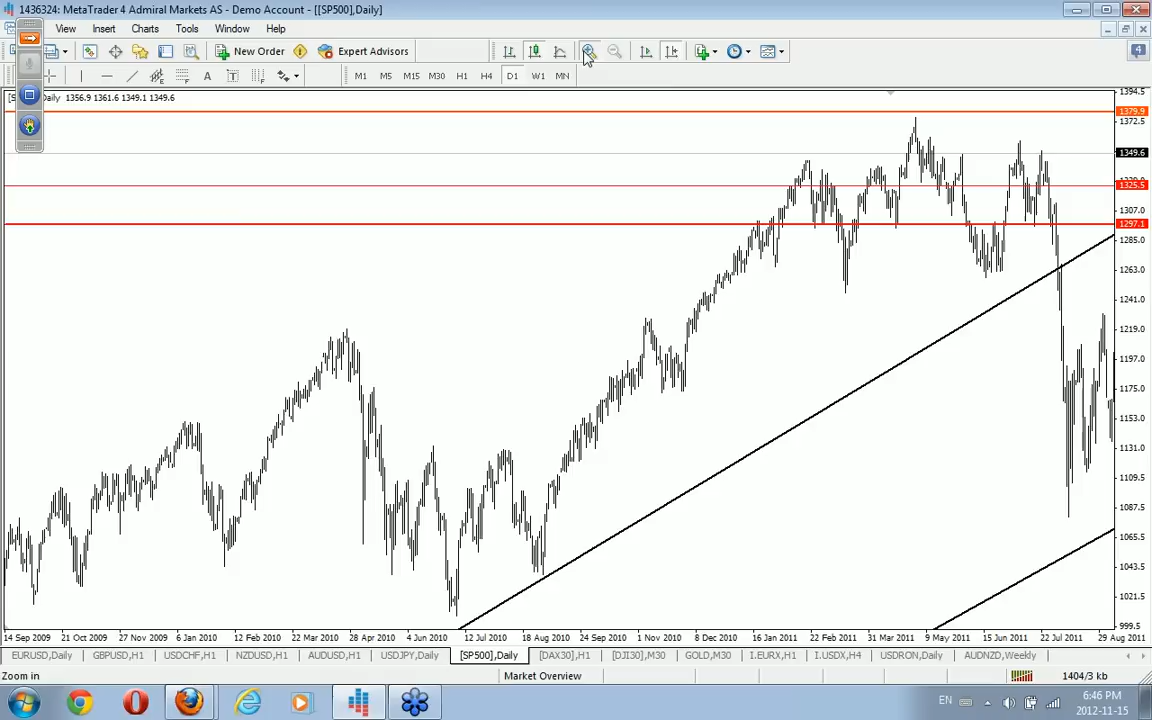 1436324: MetaTrader 4 Admiral Markets AS - Demo Account - [[SP500],Daily]
View Insert Charts Tools Window Help
New Order Expert Advisors
4
A T M1 M5 M15 M30 H1 H4 D1 W1 MN
1356.9 1361.6 1349.1 1349.6
1394.5
1379.9
1372.5
1349.6
1325.5
1307.0
1297.1
1285.0
1263.0
1241.0
1219.0
1197.0
1175.0
1153.0
1131.0
1109.5
1087.5
1065.5
1043.5
1021.5
999.5
14 Sep 2009 21 Oct 2009 27 Nov 2009 6 Jan 2010 12 Feb 2010 22 Mar 2010 28 Apr 2010 4 Jun 2010 12 Jul 2010 18 Aug 2010 24 Sep 2010 1 Nov 2010 8 Dec 2010 16 Jan 2011 22 Feb 2011 31 Mar 2011 9 May 2011 15 Jun 2011 22 Jul 2011 29 Aug 2011
EURUSD,Daily GBPUSD,H1 USDCHF,H1 NZDUSD,H1 AUDUSD,H1 USDJPY,Daily [SP500],Daily [DAX30],H1 [DJI30],M30 GOLD,M30 I.EURX,H1 I.USDX,H4 USDRON,Daily AUDNZD,Weekly
Zoom in Market Overview 1404/3 kb
EN 6:46 PM
2012-11-15